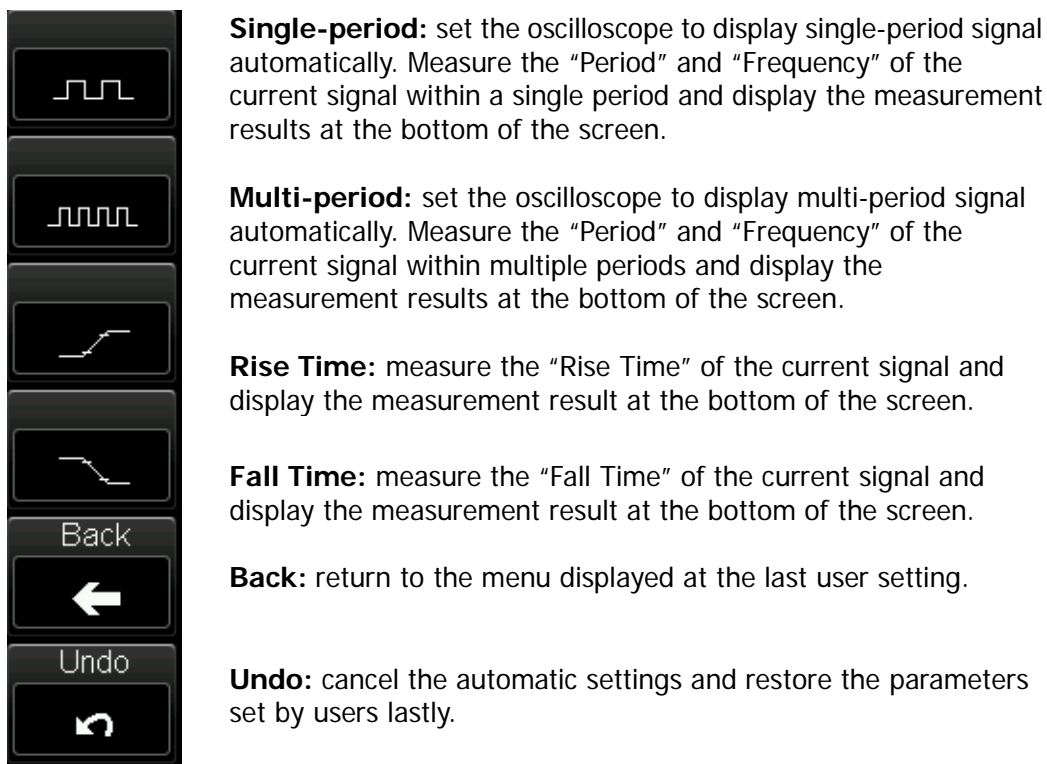 Single-period: set the oscilloscope to display single-period signal
automatically. Measure the “Period” and “Frequency” of the
current signal within a single period and display the measurement
results at the bottom of the screen.
Multi-period: set the oscilloscope to display multi-period signal
automatically. Measure the “Period” and “Frequency” of the
current signal within multiple periods and display the
measurement results at the bottom of the screen.
Rise Time: measure the “Rise Time” of the current signal and
display the measurement result at the bottom of the screen.
Fall Time: measure the “Fall Time” of the current signal and
display the measurement result at the bottom of the screen.
Back
Back: return to the menu displayed at the last user setting.
Undo
Undo: cancel the automatic settings and restore the parameters
set by users lastly.